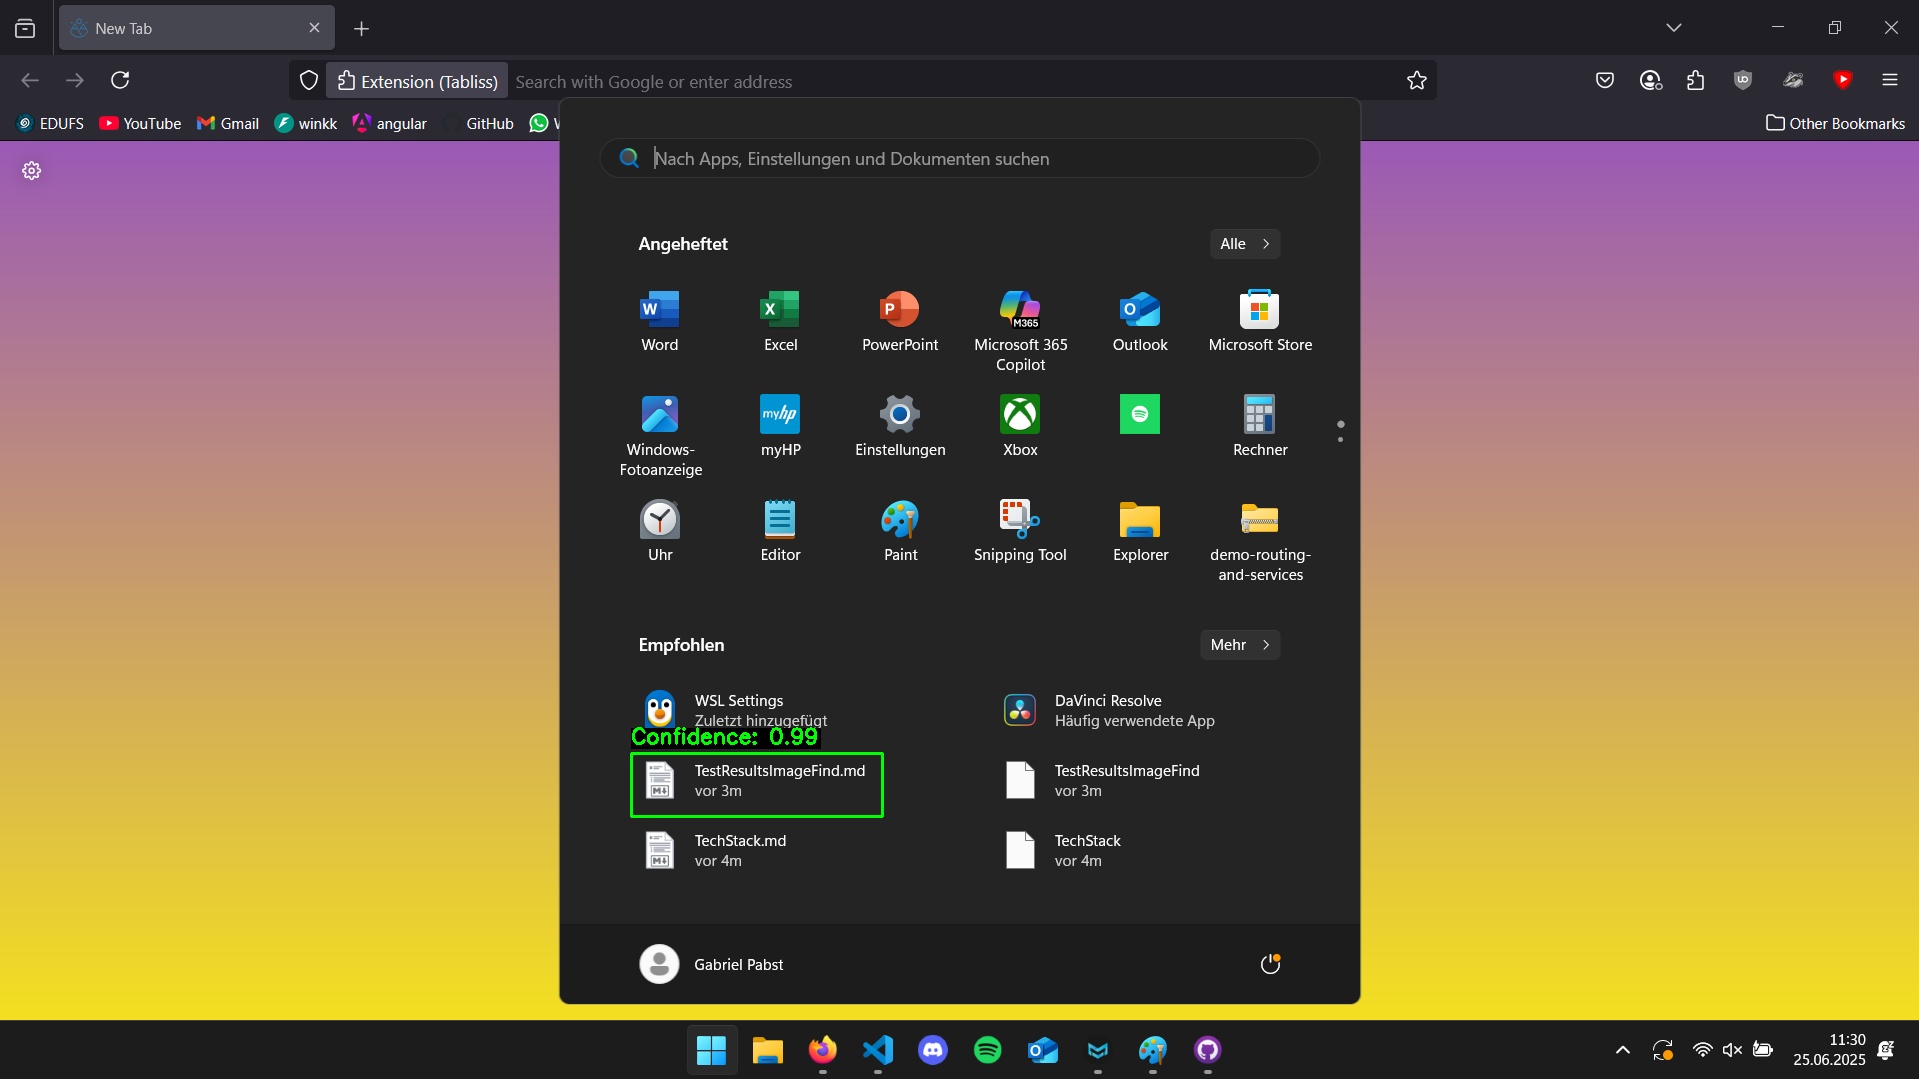 New Tab
Extension (Tabliss)
Search with Google or enter address
EDUFS
YouTube
Gmail
winkk
angular
GitHub
Other Bookmarks
Nach Apps, Einstellungen und Dokumenten suchen
Angeheftet
Alle
Word
Excel
PowerPoint
Microsoft 365
Copilot
Outlook
Microsoft Store
Windows-
Fotoanzeige
myHP
Einstellungen
Xbox
Rechner
Uhr
Editor
Paint
Snipping Tool
Explorer
demo-routing-
and-services
Empfohlen
Mehr
WSL Settings
Zuletzt hinzugefügt
DaVinci Resolve
Häufig verwendete App
Confidence: 0.99
TestResultsImageFind.md
vor 3m
TestResultsImageFind
vor 3m
TechStack.md
vor 4m
TechStack
vor 4m
Gabriel Pabst
11:30
25.06.2025